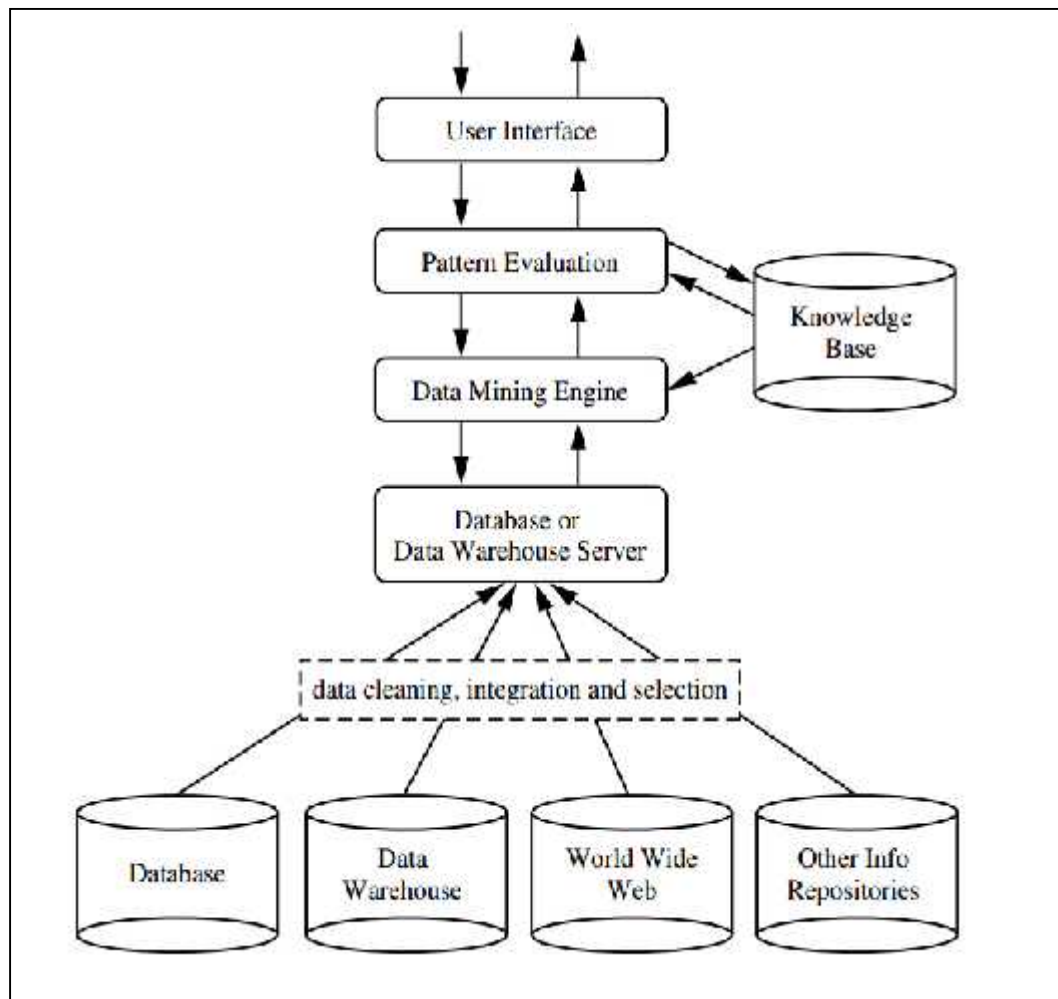 User Interface
Pattern Evaluation
Knowledge
Base
Data Mining Engine
Database or
Data Warehouse Server
data cleaning, integration and selection
Database
Data
Warehouse
World Wide
Web
Other Info
Repositories